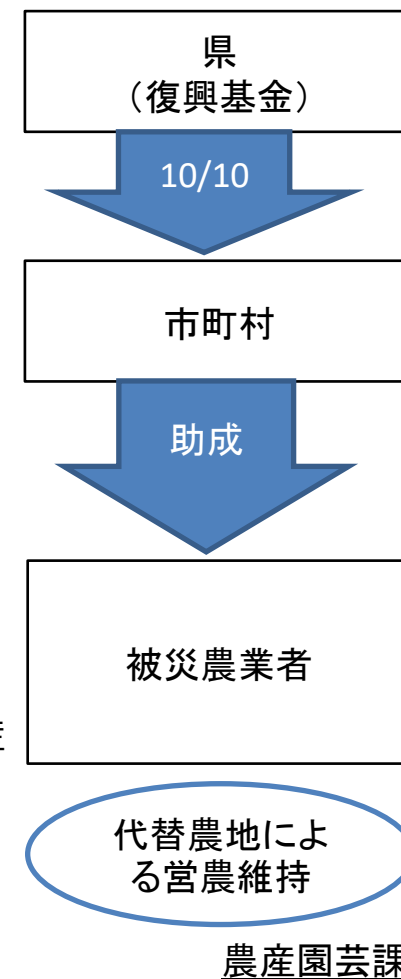 県
（復興基金）
10/10
市町村
助成
被災農業者
代替農地によ
る営農維持
農産園芸課